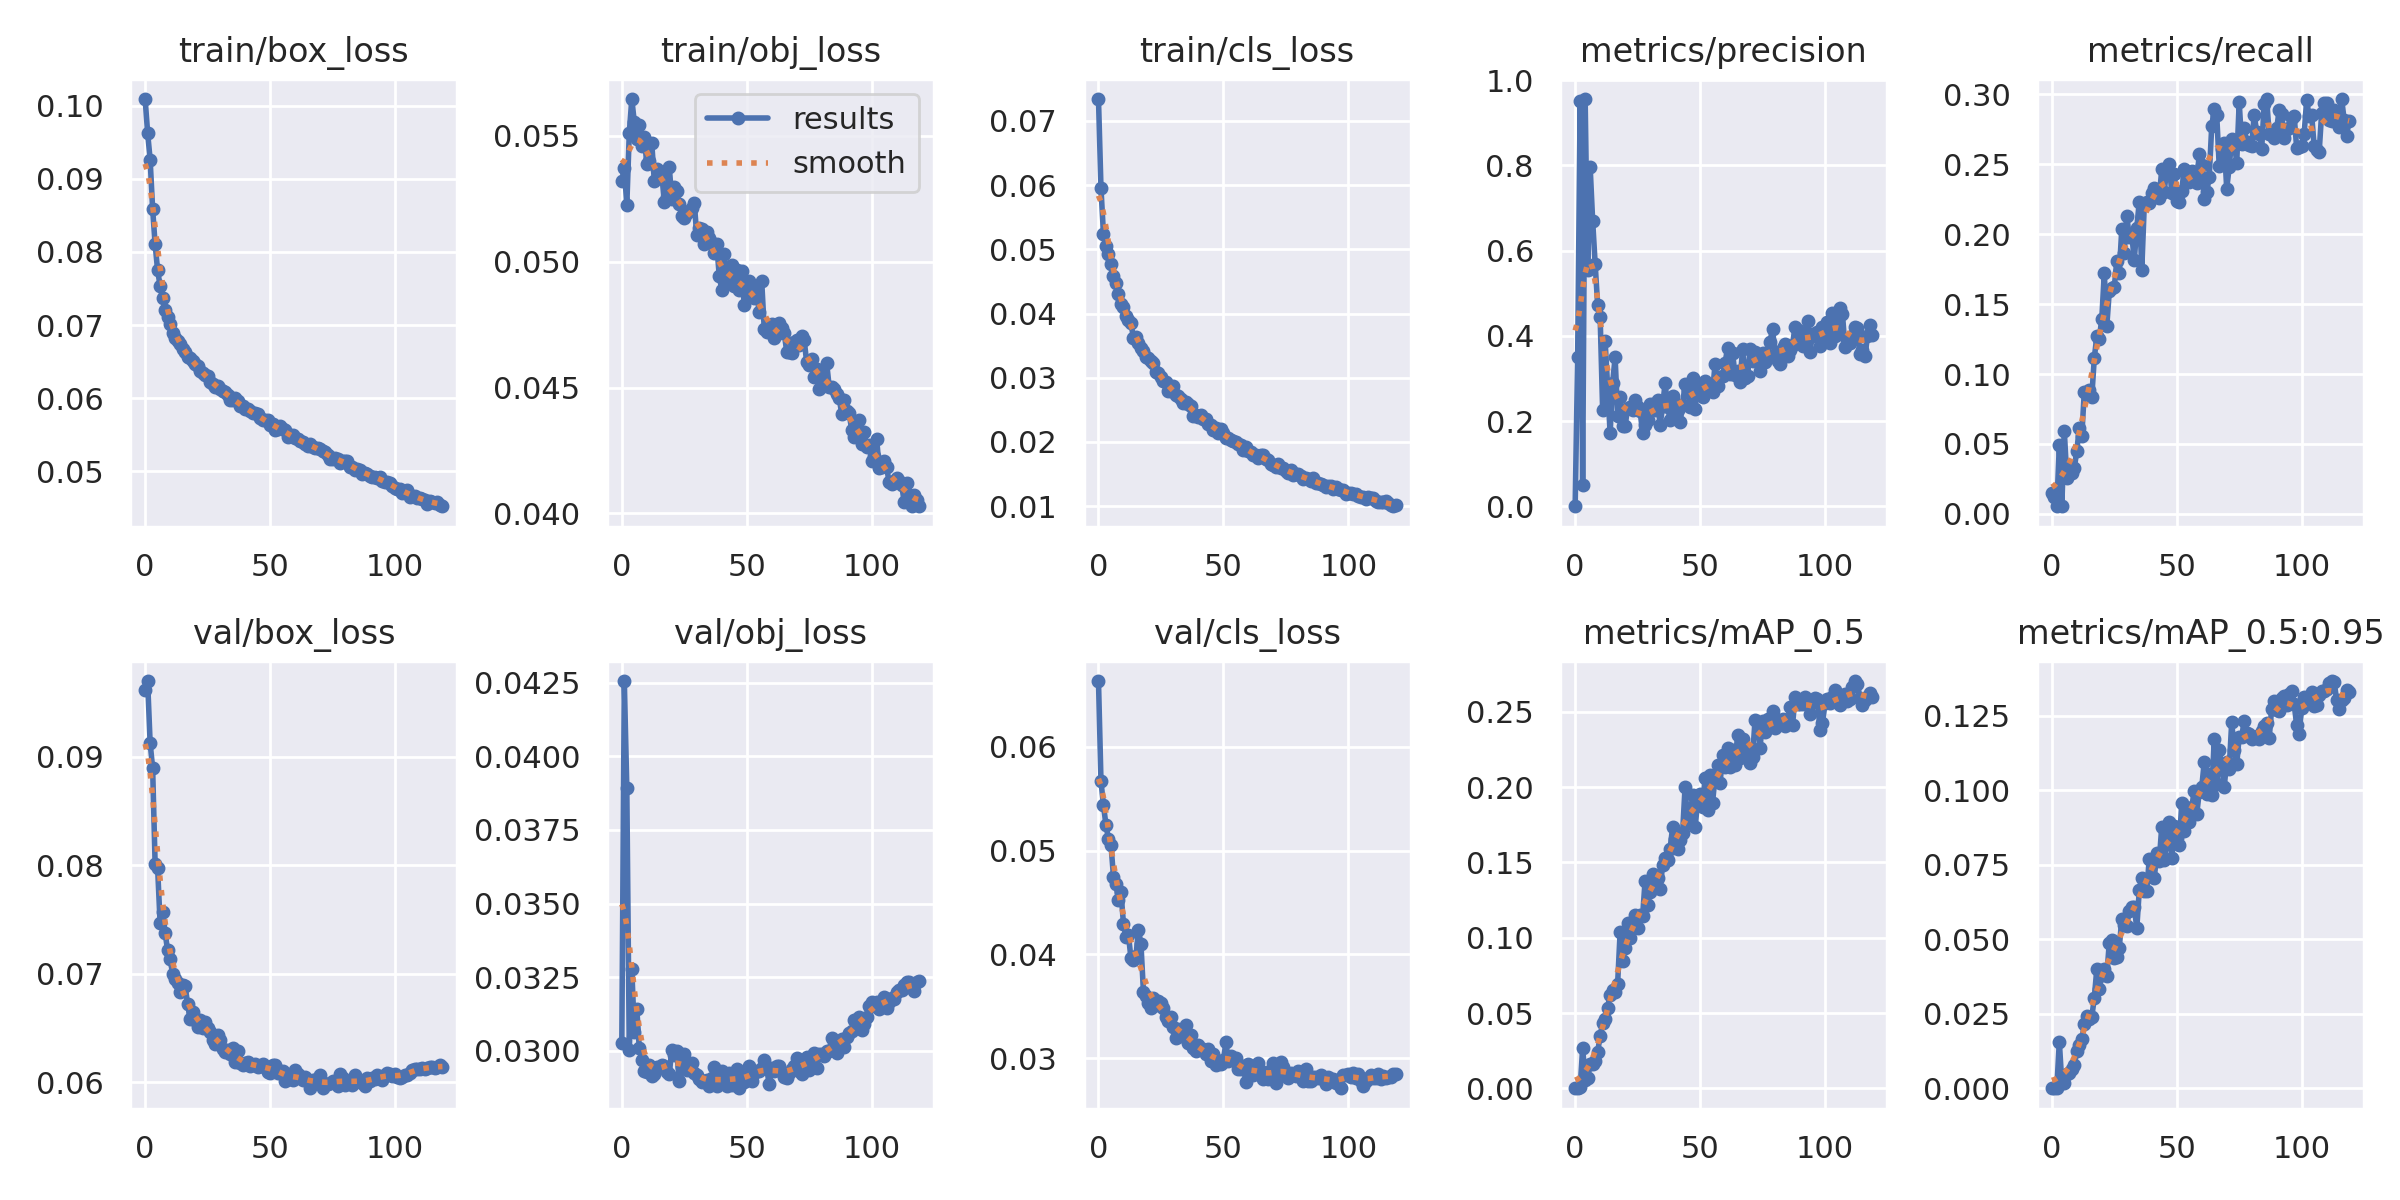 train/box_loss
0.10
0.09
0.08
0.07
0.06
0.05
0 50 100
train/obj_loss
results
smooth
0.055
0.050
0.045
0.040
0 50 100
train/cls_loss
0.07
0.06
0.05
0.04
0.03
0.02
0.01
0 50 100
metrics/precision
1.0
0.8
0.6
0.4
0.2
0.0
0 50 100
metrics/recall
0.30
0.25
0.20
0.15
0.10
0.05
0.00
0 50 100
val/box_loss
0.09
0.08
0.07
0.06
0 50 100
val/obj_loss
0.0425
0.0400
0.0375
0.0350
0.0325
0.0300
0 50 100
val/cls_loss
0.06
0.05
0.04
0.03
0 50 100
metrics/mAP_0.5
0.25
0.20
0.15
0.10
0.05
0.00
0 50 100
metrics/mAP_0.5:0.95
0.125
0.100
0.075
0.050
0.025
0.000
0 50 100